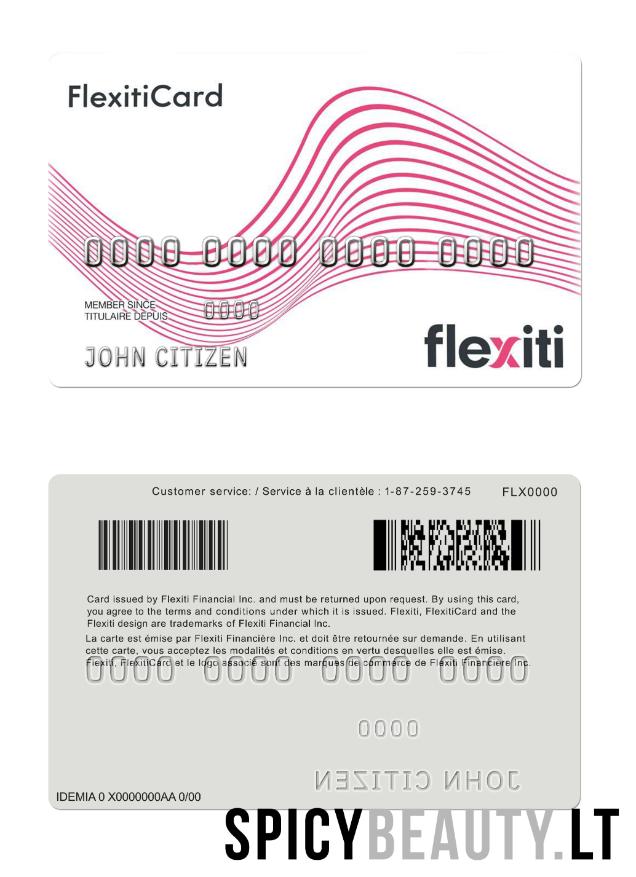 FlexitiCard
0000 0000 0000 0000
MEMBER SINCE
TITULAIRE DEPUIS 0000
JOHN CITIZEN
flexiti
Customer service: / Service à la clientèle : 1-87-259-3745 FLX0000
Card issued by Flexiti Financial Inc. and must be returned upon request. By using this card,
you agree to the terms and conditions under which it is issued. Flexiti, FlexitiCard and the
Flexiti design are trademarks of Flexiti Financial Inc.
La carte est émise par Flexiti Financière Inc. et doit être retournée sur demande. En utilisant
cette carte, vous acceptez les modalités et conditions en vertu desquelles elle est émise.
Flexiti, FlexitiCard et le logo associé sont des marques de commerce de Flexiti Financière Inc.
0000 0000 0000 0000
0000
JOHN CITIZEN
IDEMIA 0 X0000000AA 0/00
SPICYBEAUTY.LT